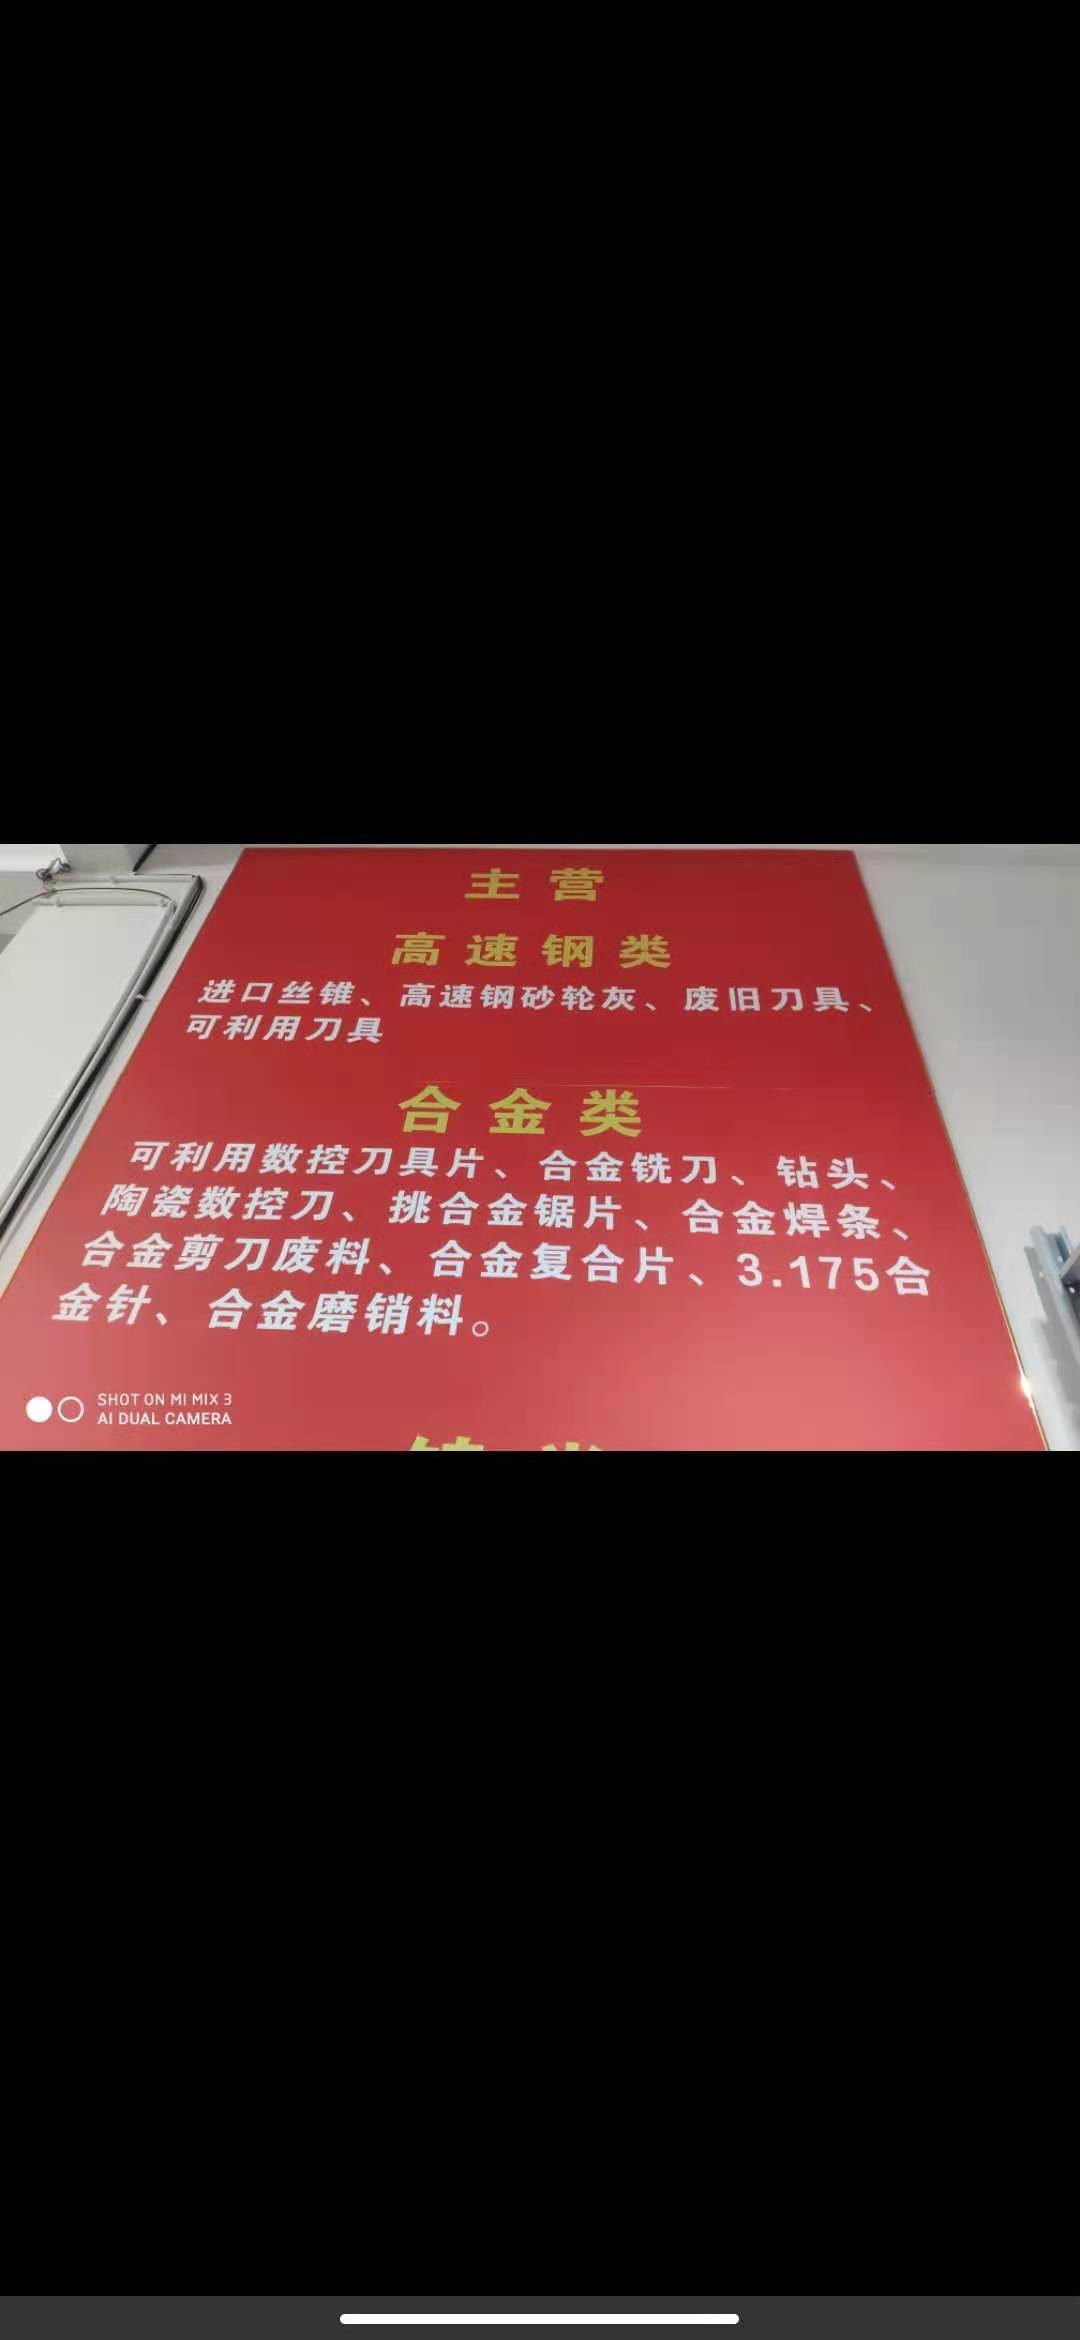 主营
高速钢类
进口丝锥、高速钢砂轮灰、废旧刀具、
可利用刀具
合金类
可利用数控刀具片、合金铣刀、钻头、
陶瓷数控刀、挑合金锯片、合金焊条、
合金剪刀废料、合金复合片、3.175合
金针、合金磨销料。
SHOT ON MI MIX 3
AI DUAL CAMERA